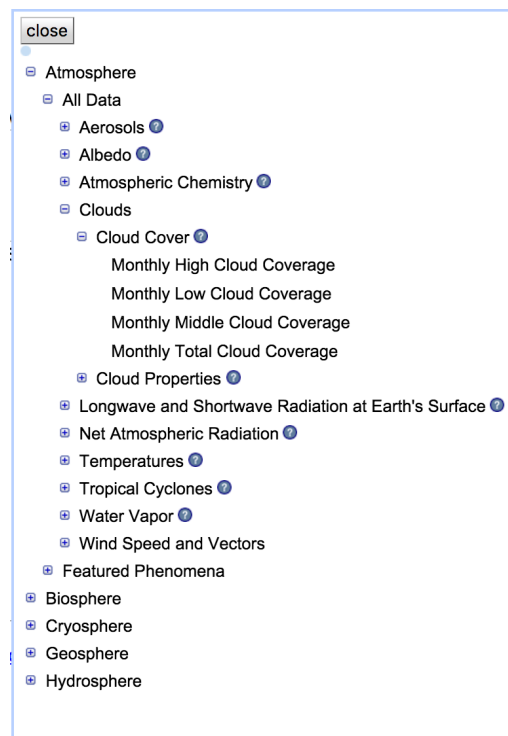 close
Atmosphere
All Data
Aerosols ?
Albedo ?
Atmospheric Chemistry ?
Clouds
Cloud Cover ?
Monthly High Cloud Coverage
Monthly Low Cloud Coverage
Monthly Middle Cloud Coverage
Monthly Total Cloud Coverage
Cloud Properties ?
Longwave and Shortwave Radiation at Earth's Surface ?
Net Atmospheric Radiation ?
Temperatures ?
Tropical Cyclones ?
Water Vapor ?
Wind Speed and Vectors
Featured Phenomena
Biosphere
Cryosphere
Geosphere
Hydrosphere